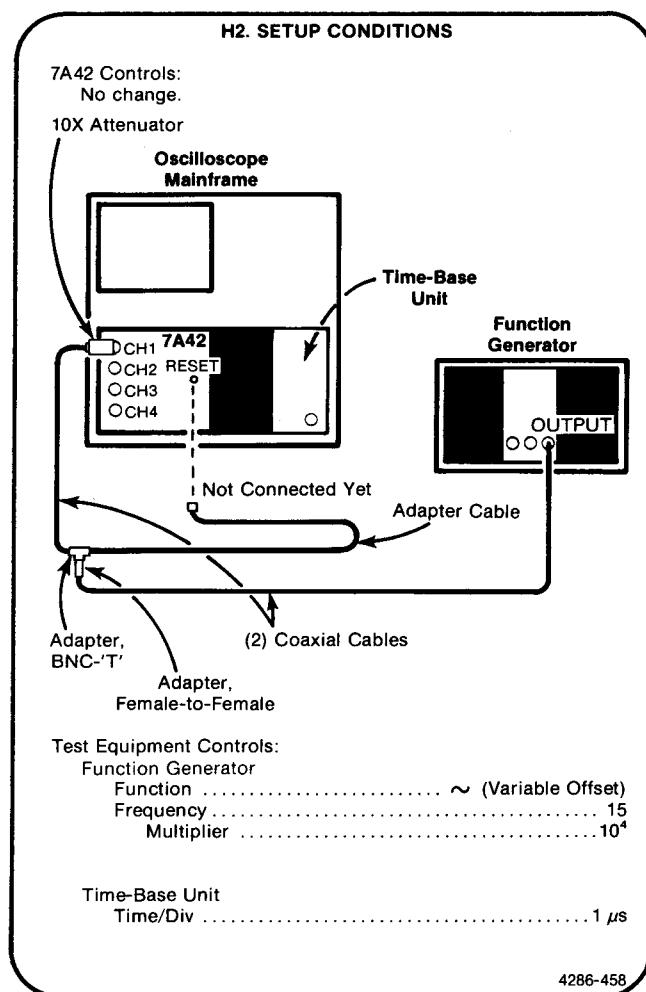 H2. SETUP CONDITIONS
7A42 Controls:
No change.
10X Attenuator
Oscilloscope
Mainframe
Time-Base
Unit
Function
Generator
7A42
CH1
RESET
CH2
CH3
CH4
OUTPUT
Not Connected Yet
Adapter Cable
Adapter,
BNC-'T'
(2) Coaxial Cables
Adapter,
Female-to-Female
Test Equipment Controls:
Function Generator
Function ........................ ~ (Variable Offset)
Frequency ........................................ 15
Multiplier ..................................... 10⁴
Time-Base Unit
Time/Div ........................................ 1 µs
4286-458